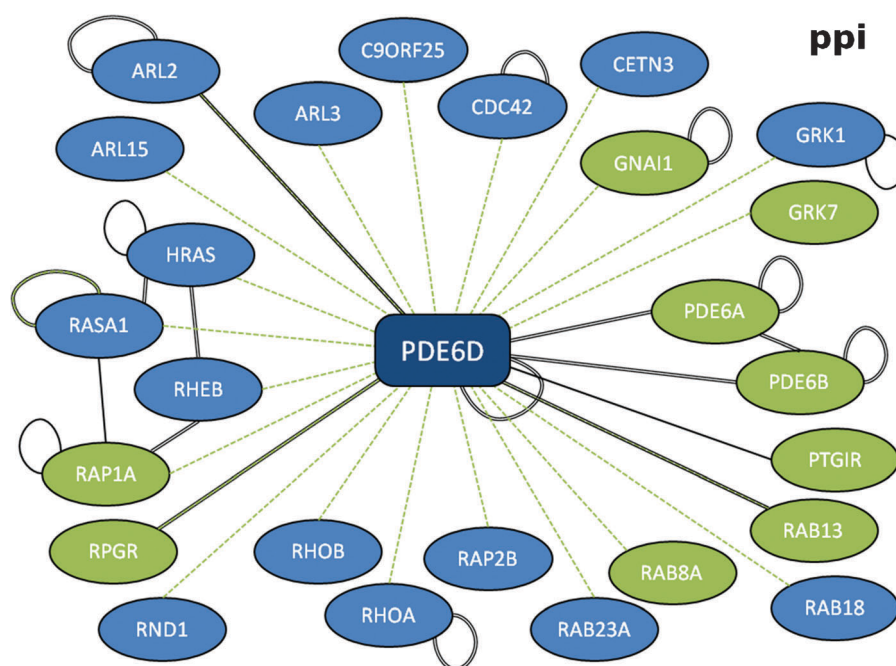 ppi
C9ORF25
ARL2
CETN3
ARL3
CDC42
GRK1
ARL15
GNAI1
GRK7
HRAS
PDE6A
RASA1
PDE6D
PDE6B
RHEB
PTGIR
RAP1A
RAB13
RPGR
RHOB
RAP2B
RAB8A
RAB18
RND1
RHOA
RAB23A